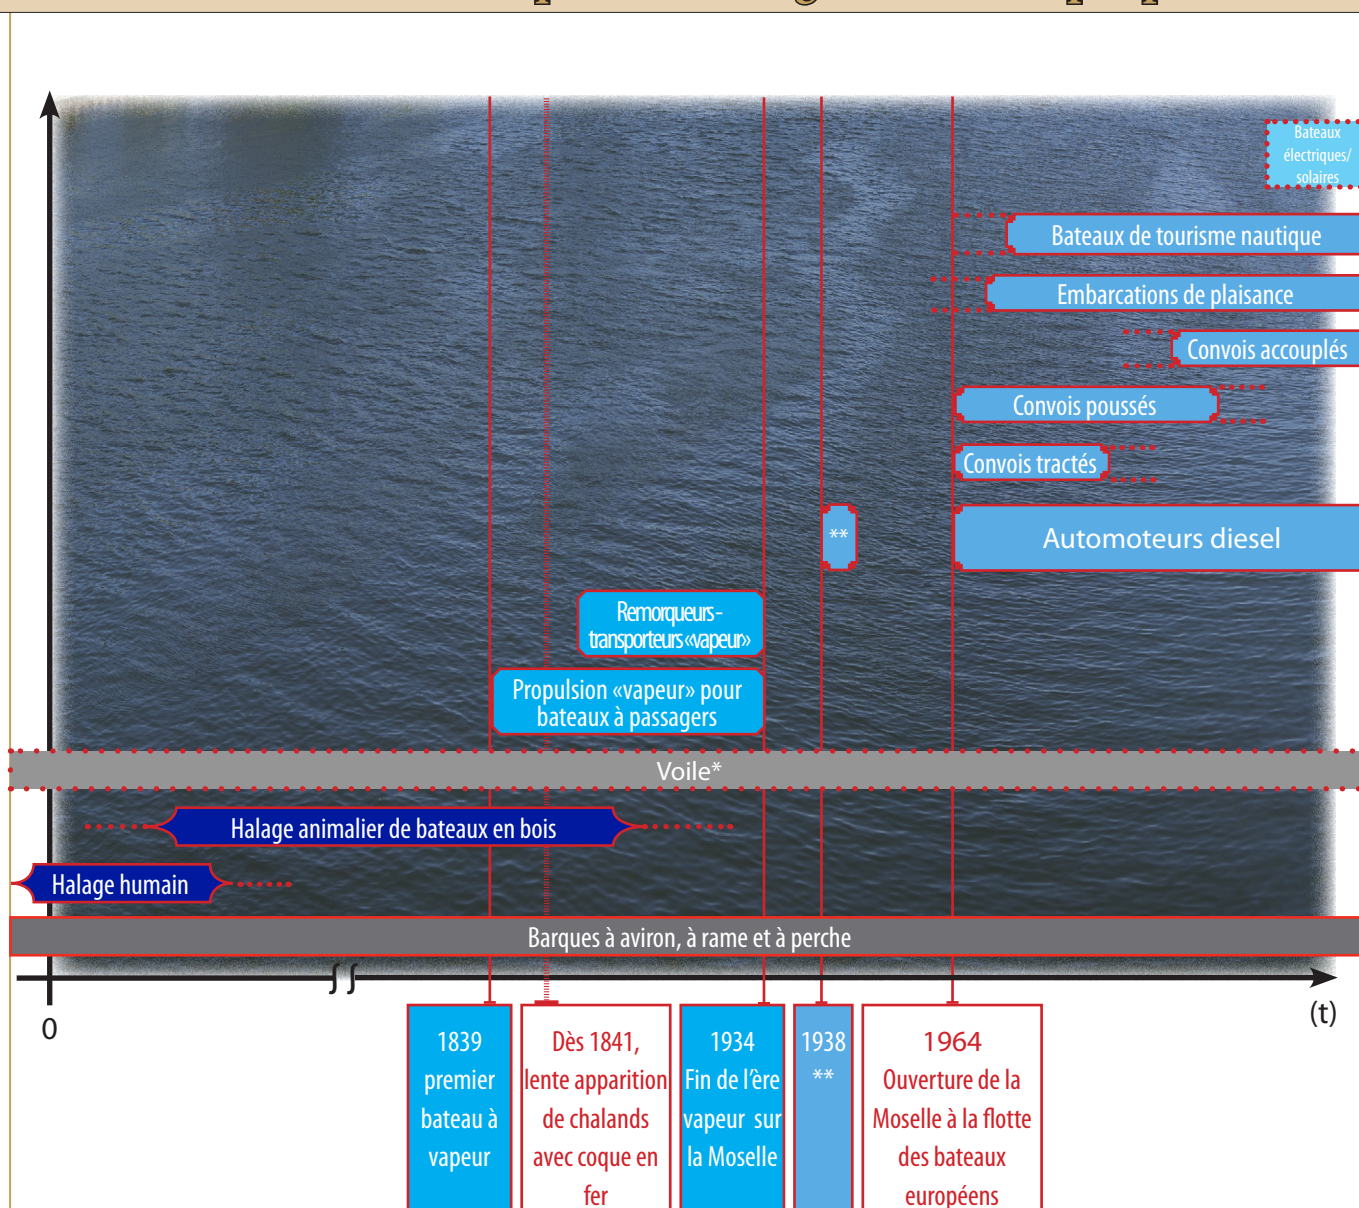 Bateaux
électriques/
solaires
Bateaux de tourisme nautique
Embarcations de plaisance
Convois accouplés
Convois poussés
Convois tractés
**
Automoteurs diesel
Remorqueurs-
transporteurs «vapeur»
Propulsion «vapeur» pour
bateaux à passagers
Voile*
Halage animalier de bateaux en bois
Halage humain
Barques à aviron, à rame et à perche
0
(t)
1839
premier
bateau à
vapeur
Dès 1841,
lente apparition
de chalands
avec coque en
fer
1934
Fin de l'ère
vapeur sur
la Moselle
1938
**
1964
Ouverture de la
Moselle à la flotte
des bateaux
européens